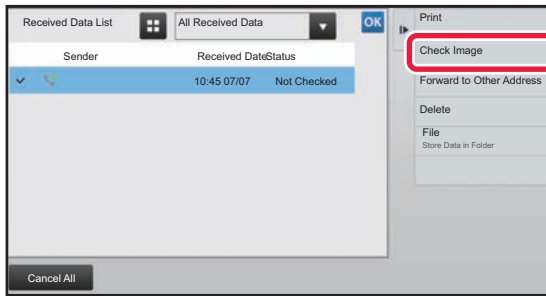 Received Data List
All Received Data
OK
Sender
Received Date
Status
10:45 07/07
Not Checked
Cancel All
Print
Check Image
Forward to Other Address
Delete
File
Store Data in Folder